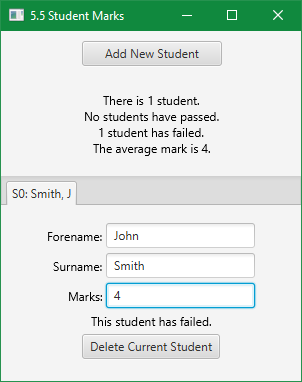 5.5 Student Marks
Add New Student
There is 1 student.
No students have passed.
1 student has failed.
The average mark is 4.
S0: Smith, J
Forename: John
Surname: Smith
Marks: 4
This student has failed.
Delete Current Student